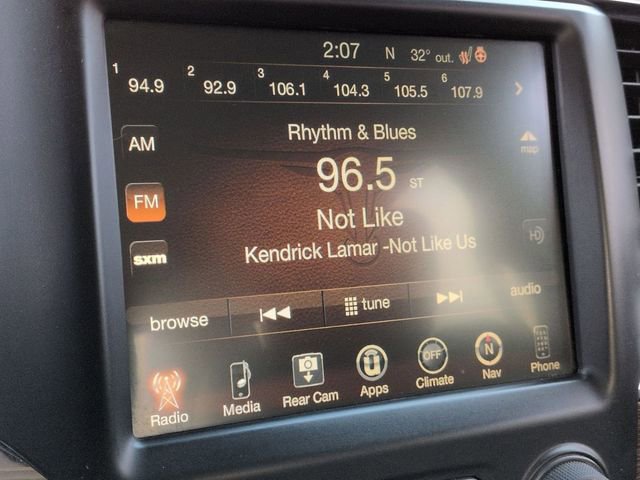 2:07 N 32° out.
1 94.9 2 92.9 3 106.1 4 104.3 5 105.5 6 107.9
AM
Rhythm & Blues
map
FM
96.5 ST
Not Like
HD
sxm
Kendrick Lamar -Not Like Us
browse tune audio
Radio Media Rear Cam Apps OFF Climate N Nav Phone